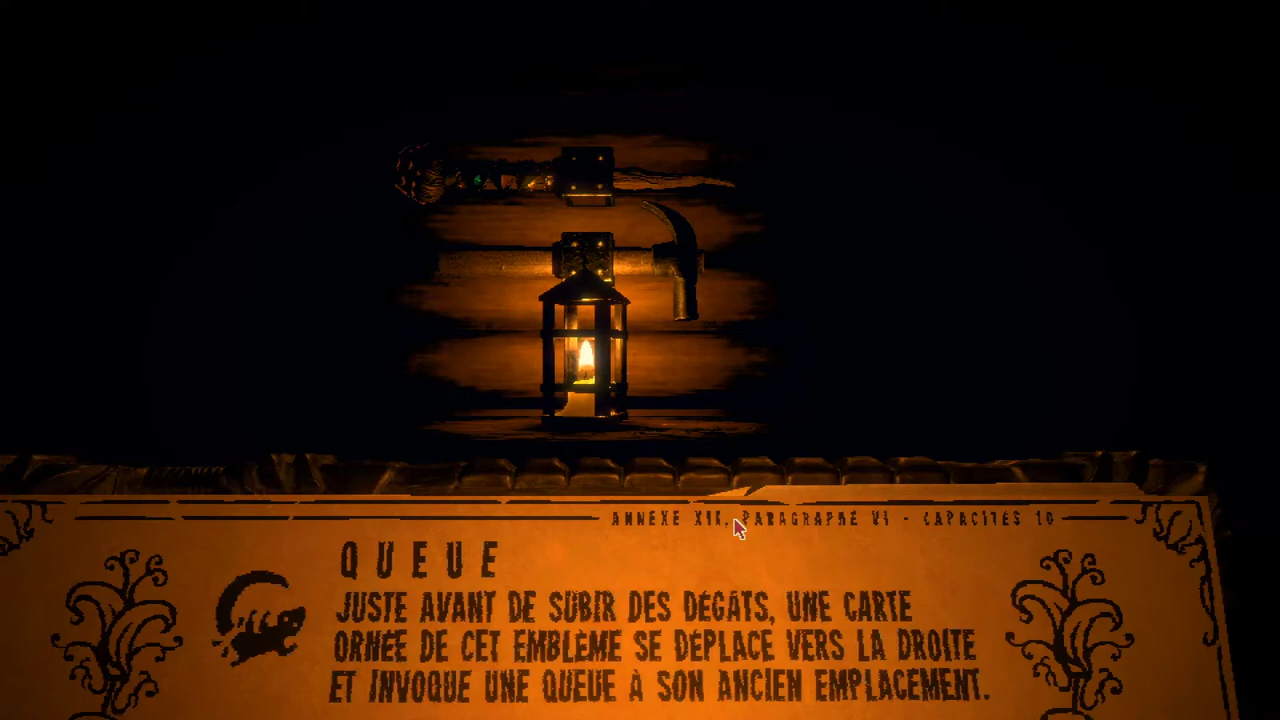 ANNEXE XII, PARAGRAPHE VI - CAPACITÉS 10
QUEUE
JUSTE AVANT DE SUBIR DES DÉGÂTS, UNE CARTE
ORNÉE DE CET EMBLÈME SE DÉPLACE VERS LA DROITE
ET INVOQUE UNE QUEUE À SON ANCIEN EMPLACEMENT.